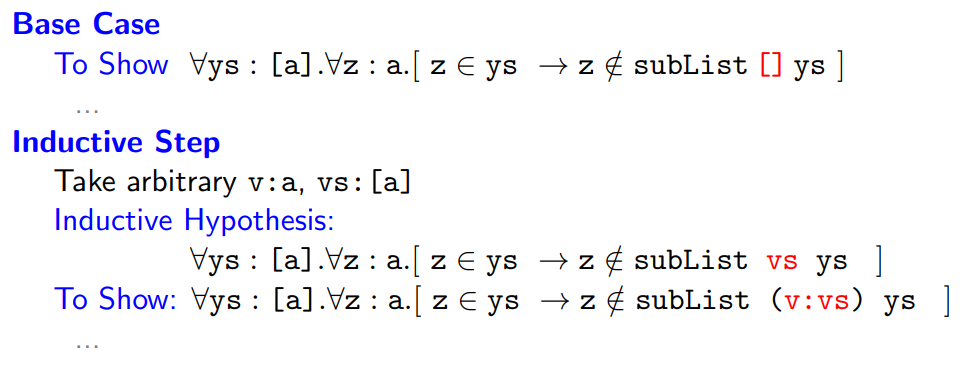 Base Case
To Show ∀ys : [a].∀z : a.[ z ∈ ys → z ∉ subList [] ys ]
...
Inductive Step
Take arbitrary v:a, vs:[a]
Inductive Hypothesis:
∀ys : [a].∀z : a.[ z ∈ ys → z ∉ subList vs ys ]
To Show: ∀ys : [a].∀z : a.[ z ∈ ys → z ∉ subList (v:vs) ys ]
...